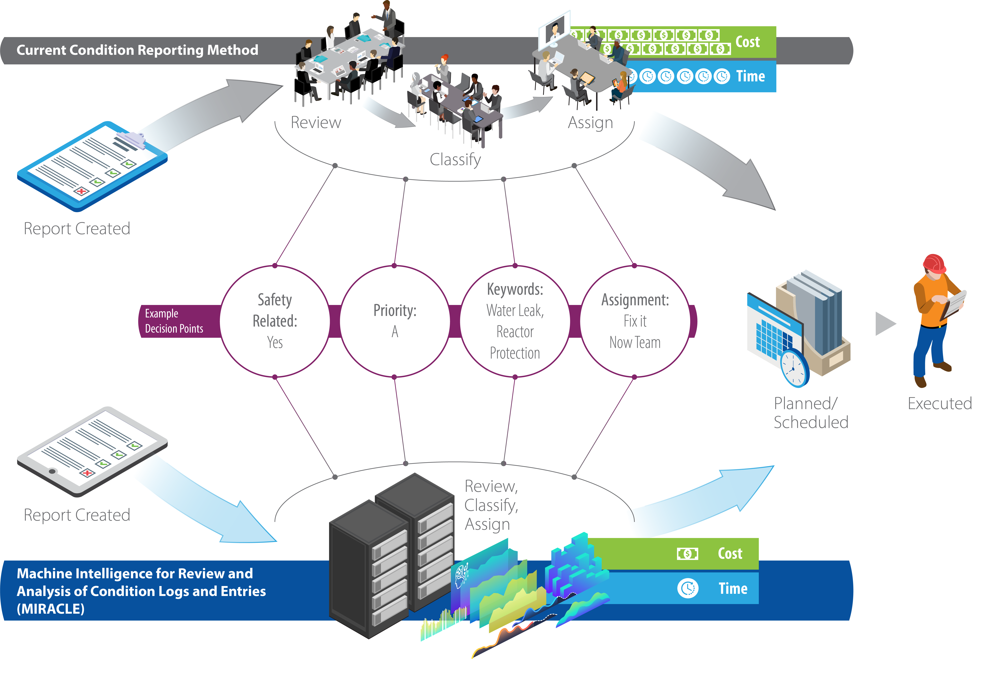 Current Condition Reporting Method
Cost
Time
Review
Classify
Assign
Report Created
Example
Decision Points
Safety
Related:
Yes
Priority:
A
Keywords:
Water Leak,
Reactor
Protection
Assignment:
Fix it
Now Team
Planned/
Scheduled
Executed
Report Created
Review,
Classify,
Assign
Machine Intelligence for Review and
Analysis of Condition Logs and Entries
(MIRACLE)
Cost
Time